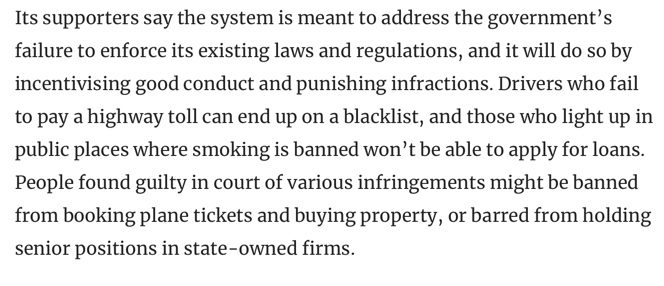 Its supporters say the system is meant to address the government’s
failure to enforce its existing laws and regulations, and it will do so by
incentivising good conduct and punishing infractions. Drivers who fail
to pay a highway toll can end up on a blacklist, and those who light up in
public places where smoking is banned won’t be able to apply for loans.
People found guilty in court of various infringements might be banned
from booking plane tickets and buying property, or barred from holding
senior positions in state-owned firms.